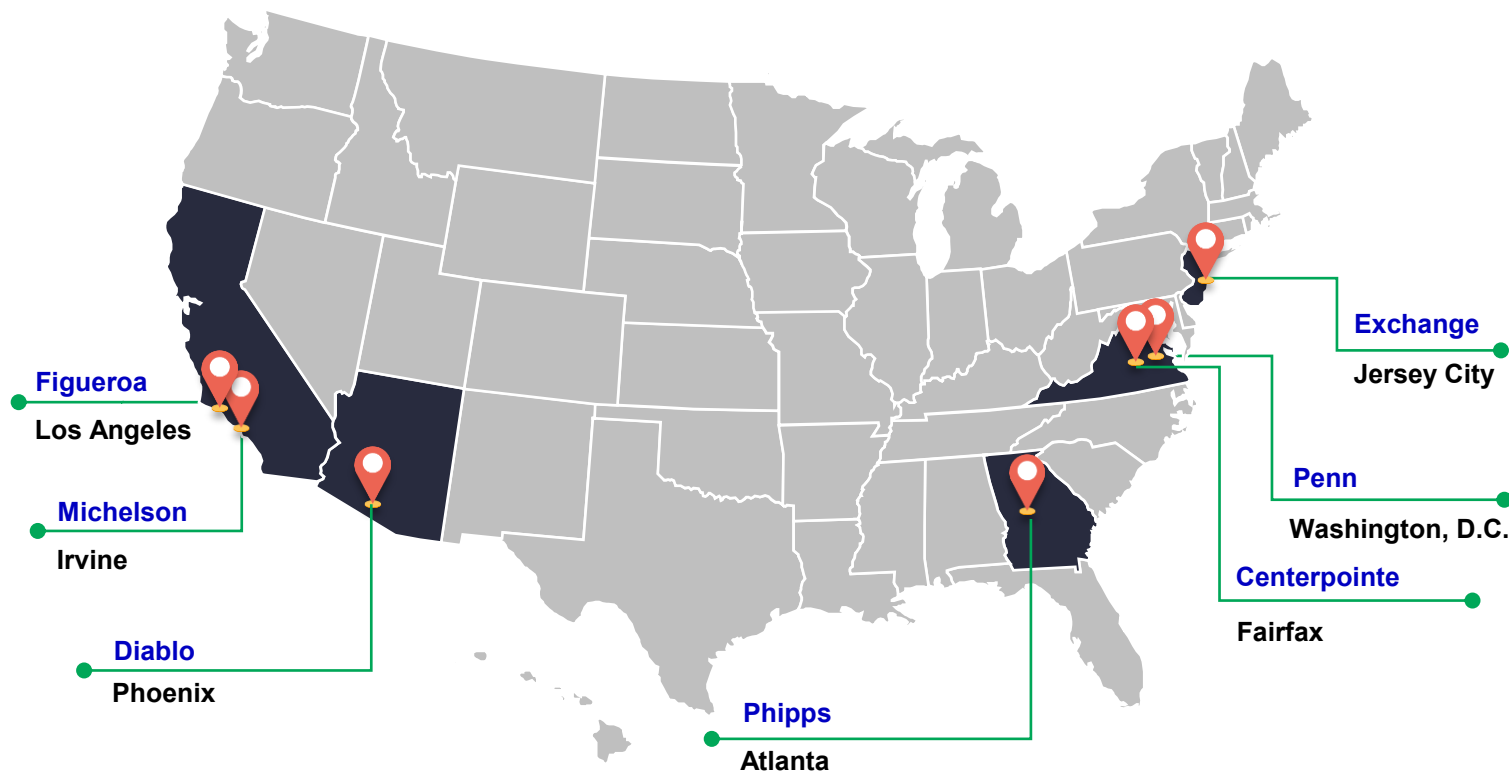 Figueroa
Los Angeles
Michelson
Irvine
Diablo
Phoenix
Phipps
Atlanta
Exchange
Jersey City
Penn
Washington, D.C.
Centerpointe
Fairfax